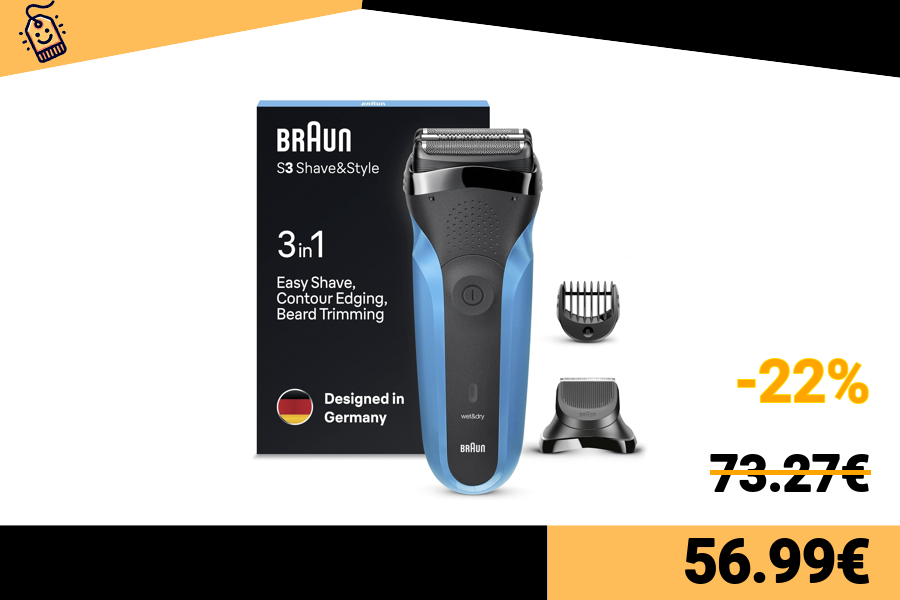 BRAUN
BRAUN
S3 Shave&Style
3in1
Easy Shave,
Contour Edging,
Beard Trimming
Designed in
Germany
wet&dry
BRAUN
BRAUN
-22%
73.27€
56.99€